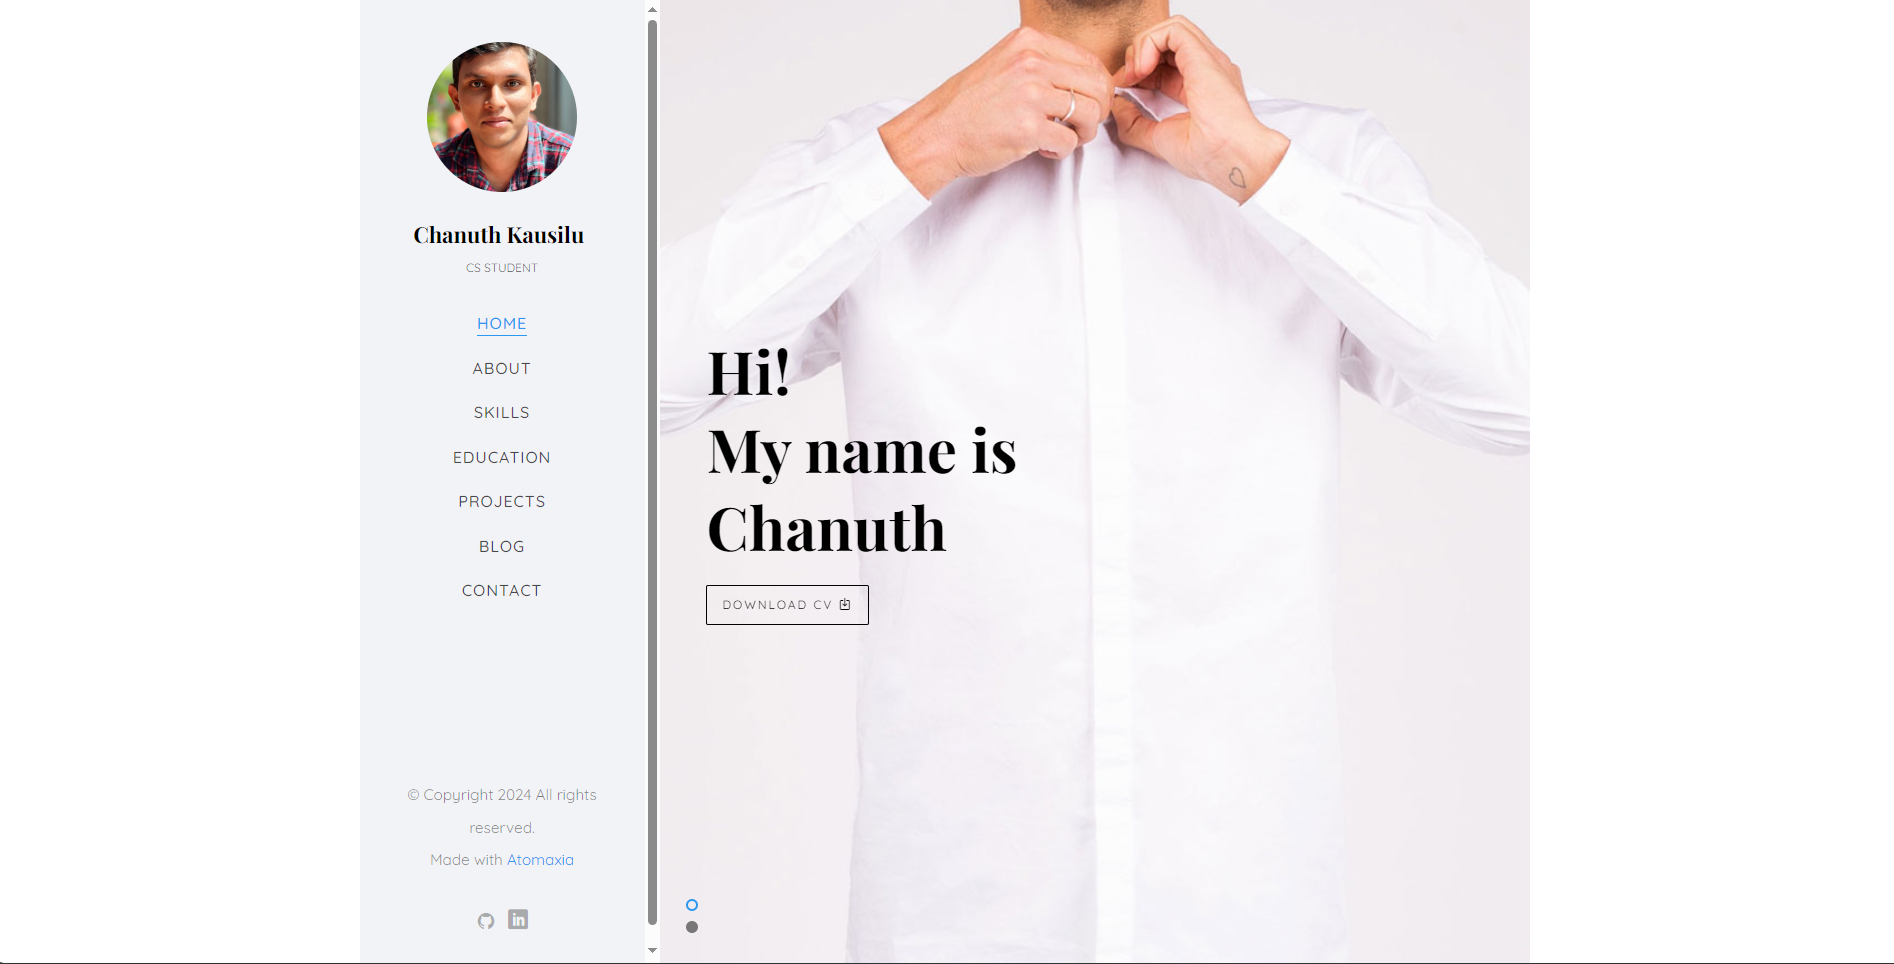 Chanuth Kausilu
CS STUDENT
HOME
ABOUT
SKILLS
EDUCATION
PROJECTS
BLOG
CONTACT
© Copyright 2024 All rights
reserved.
Made with Atomaxia
in
Hi!
My name is
Chanuth
DOWNLOAD CV